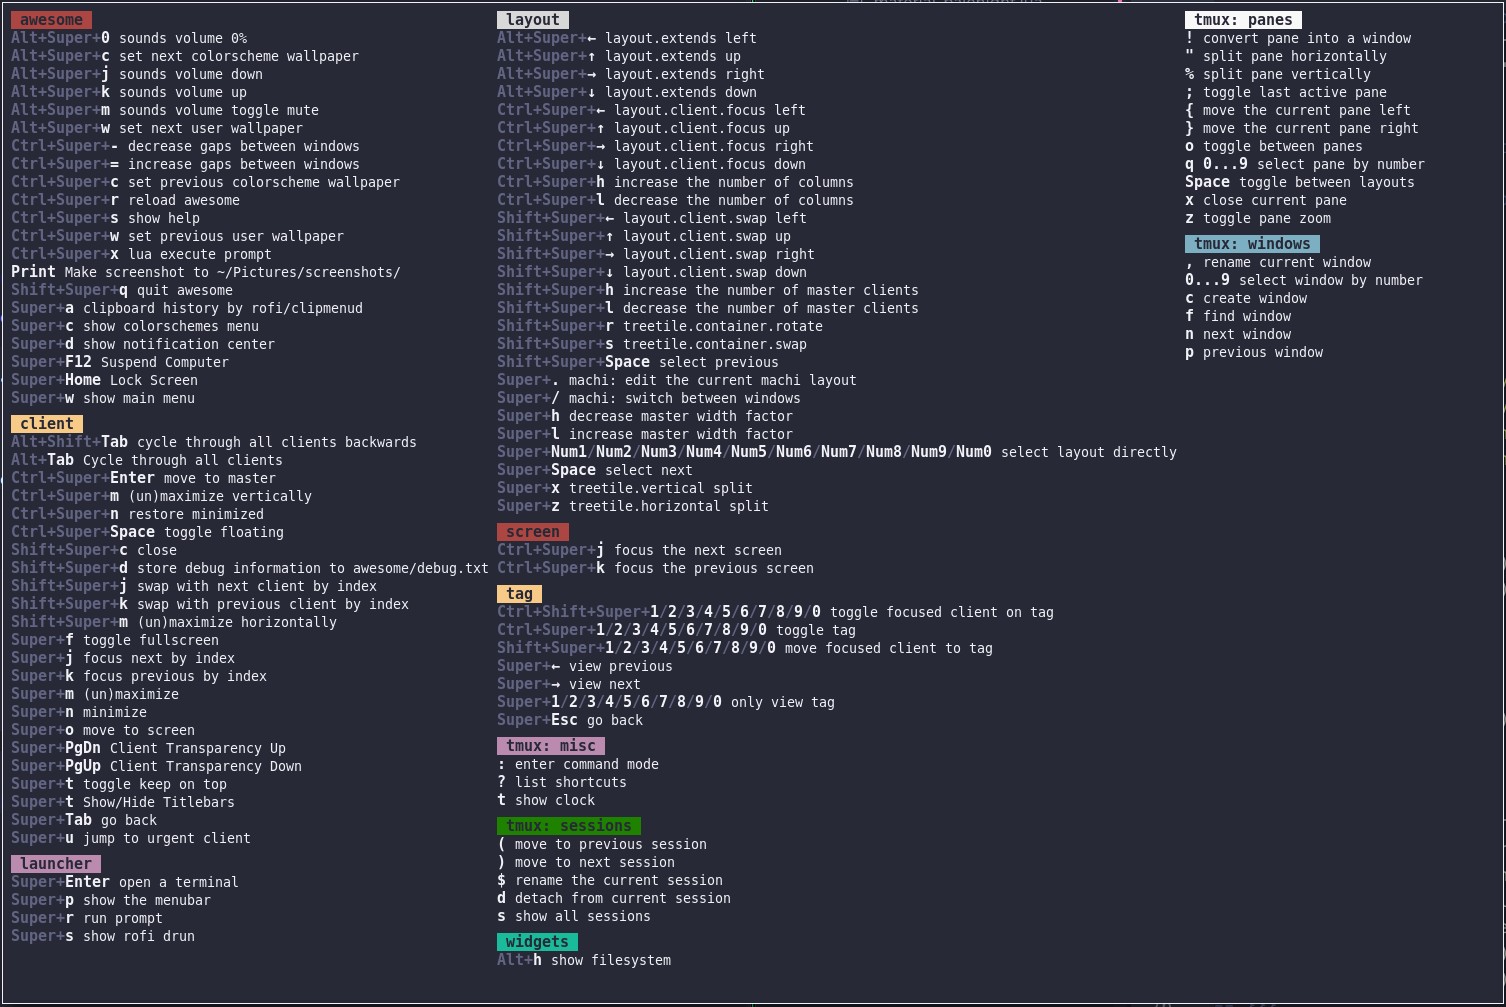 awesome
Alt+Super+0 sounds volume 0%
Alt+Super+c set next colorscheme wallpaper
Alt+Super+j sounds volume down
Alt+Super+k sounds volume up
Alt+Super+m sounds volume toggle mute
Alt+Super+w set next user wallpaper
Ctrl+Super+- decrease gaps between windows
Ctrl+Super+= increase gaps between windows
Ctrl+Super+c set previous colorscheme wallpaper
Ctrl+Super+r reload awesome
Ctrl+Super+s show help
Ctrl+Super+w set previous user wallpaper
Ctrl+Super+x lua execute prompt
Print Make screenshot to ~/Pictures/screenshots/
Shift+Super+q quit awesome
Super+a clipboard history by rofi/clipmenud
Super+c show colorschemes menu
Super+d show notification center
Super+F12 Suspend Computer
Super+Home Lock Screen
Super+w show main menu
client
Alt+Shift+Tab cycle through all clients backwards
Alt+Tab Cycle through all clients
Ctrl+Super+Enter move to master
Ctrl+Super+m (un)maximize vertically
Ctrl+Super+n restore minimized
Ctrl+Super+Space toggle floating
Shift+Super+c close
Shift+Super+d store debug information to awesome/debug.txt
Shift+Super+j swap with next client by index
Shift+Super+k swap with previous client by index
Shift+Super+m (un)maximize horizontally
Super+f toggle fullscreen
Super+j focus next by index
Super+k focus previous by index
Super+m (un)maximize
Super+n minimize
Super+o move to screen
Super+PgDn Client Transparency Up
Super+PgUp Client Transparency Down
Super+t toggle keep on top
Super+t Show/Hide Titlebars
Super+Tab go back
Super+u jump to urgent client
launcher
Super+Enter open a terminal
Super+p show the menubar
Super+r run prompt
Super+s show rofi drun
layout
Alt+Super+← layout.extends left
Alt+Super+↑ layout.extends up
Alt+Super+→ layout.extends right
Alt+Super+↓ layout.extends down
Ctrl+Super+← layout.client.focus left
Ctrl+Super+↑ layout.client.focus up
Ctrl+Super+→ layout.client.focus right
Ctrl+Super+↓ layout.client.focus down
Ctrl+Super+h increase the number of columns
Ctrl+Super+l decrease the number of columns
Shift+Super+← layout.client.swap left
Shift+Super+↑ layout.client.swap up
Shift+Super+→ layout.client.swap right
Shift+Super+↓ layout.client.swap down
Shift+Super+h increase the number of master clients
Shift+Super+l decrease the number of master clients
Shift+Super+r treetile.container.rotate
Shift+Super+s treetile.container.swap
Shift+Super+Space select previous
Super+. machi: edit the current machi layout
Super+/ machi: switch between windows
Super+h decrease master width factor
Super+l increase master width factor
Super+Num1/Num2/Num3/Num4/Num5/Num6/Num7/Num8/Num9/Num0 select layout directly
Super+Space select next
Super+x treetile.vertical split
Super+z treetile.horizontal split
screen
Ctrl+Super+j focus the next screen
Ctrl+Super+k focus the previous screen
tag
Ctrl+Shift+Super+1/2/3/4/5/6/7/8/9/0 toggle focused client on tag
Ctrl+Super+1/2/3/4/5/6/7/8/9/0 toggle tag
Shift+Super+1/2/3/4/5/6/7/8/9/0 move focused client to tag
Super+← view previous
Super+→ view next
Super+1/2/3/4/5/6/7/8/9/0 only view tag
Super+Esc go back
tmux: misc
: enter command mode
? list shortcuts
t show clock
tmux: sessions
( move to previous session
) move to next session
$ rename the current session
d detach from current session
s show all sessions
widgets
Alt+h show filesystem
tmux: panes
! convert pane into a window
" split pane horizontally
% split pane vertically
; toggle last active pane
{ move the current pane left
} move the current pane right
o toggle between panes
q 0...9 select pane by number
Space toggle between layouts
x close current pane
z toggle pane zoom
tmux: windows
, rename current window
0...9 select window by number
c create window
f find window
n next window
p previous window